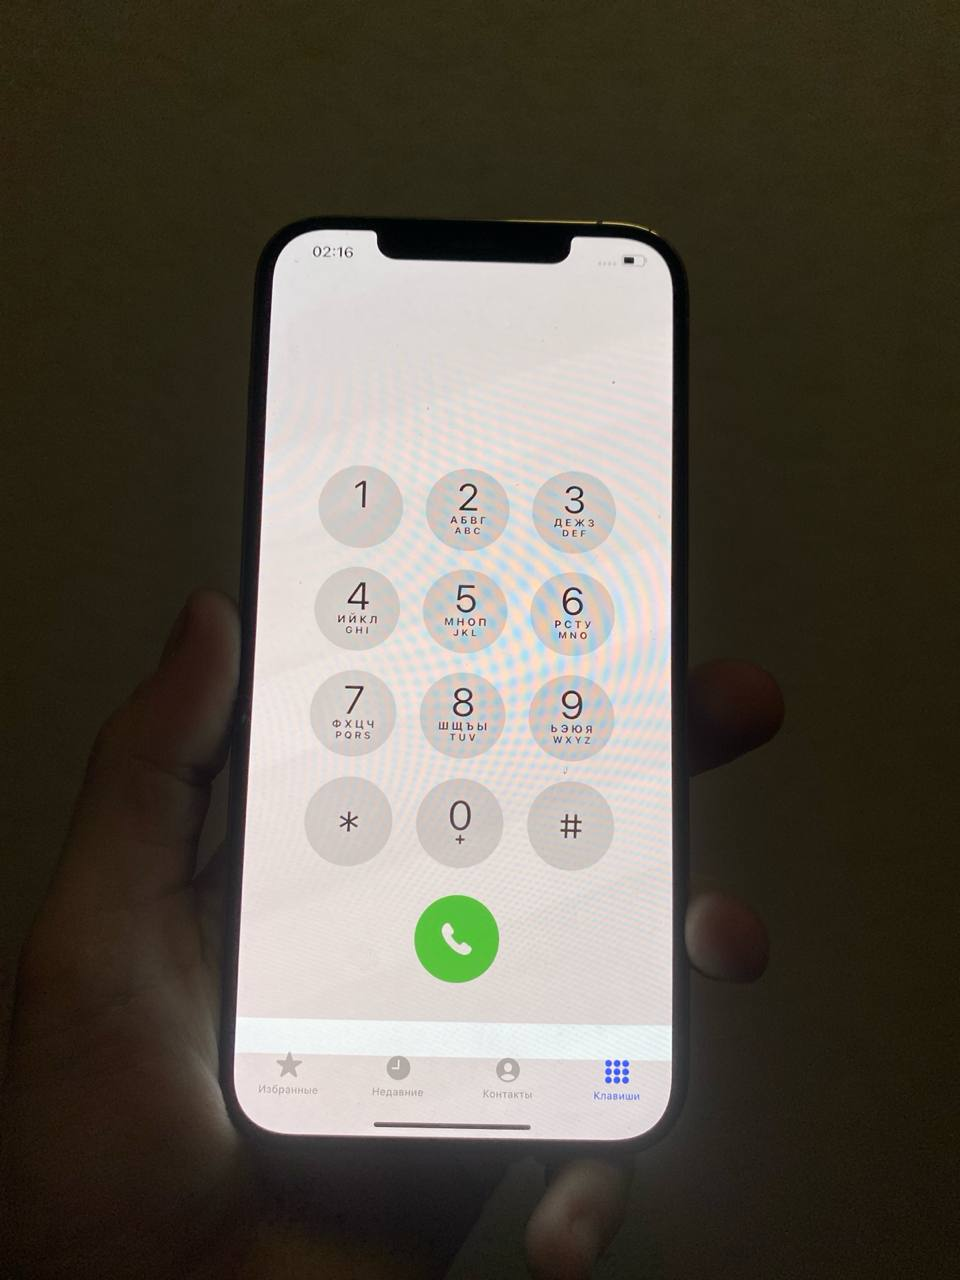 02:16
1
2
АБВГ
ABC
3
ДЕЖЗ
DEF
4
ИЙКЛ
GHI
5
МНОП
JKL
6
РСТУ
MNO
7
ФХЦЧ
PQRS
8
ШЩЪЫ
TUV
9
ЬЭЮЯ
WXYZ
*
0
+
#
Избранные
Недавние
Контакты
Клавиши